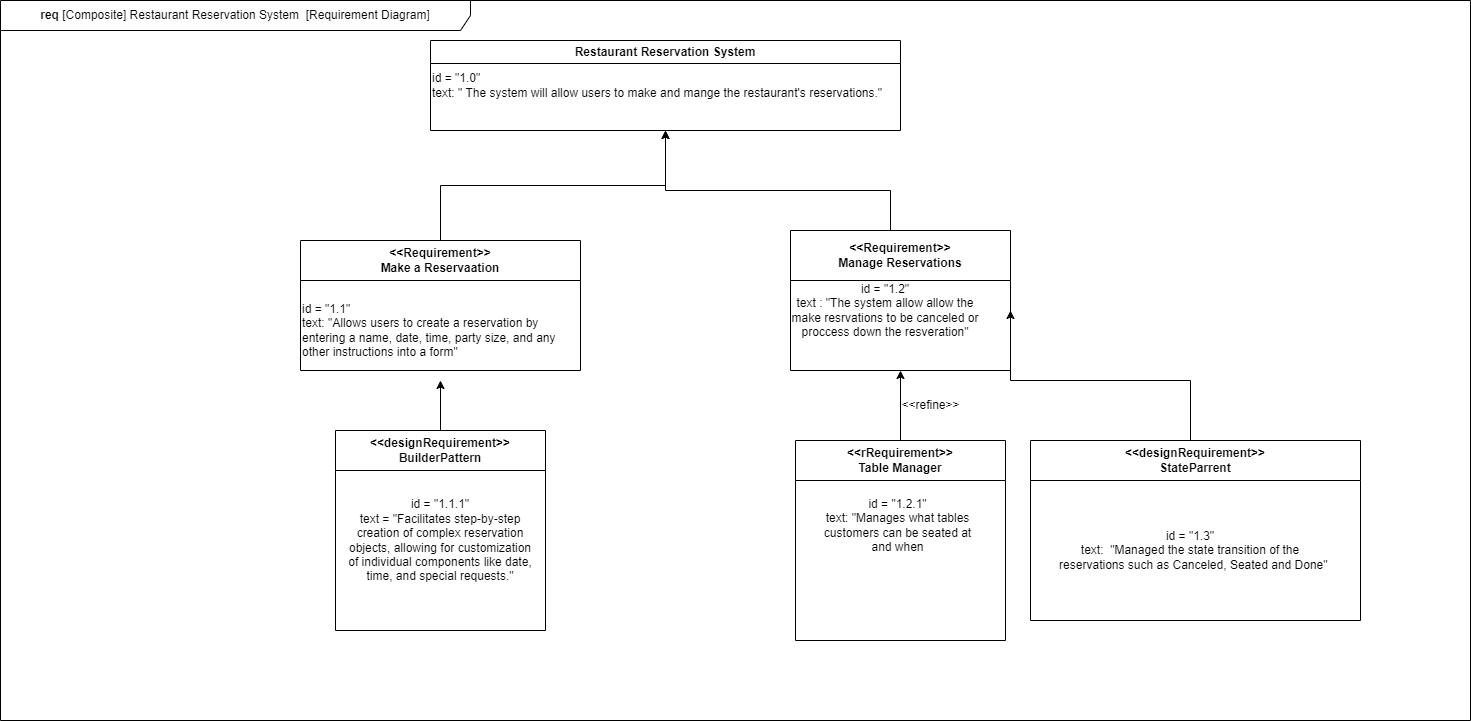 req [Composite] Restaurant Reservation System  [Requirement Diagram]
Restaurant Reservation System
id = "1.0"
text: " The system will allow users to make and mange the restaurant's reservations."
<<Requirement>>
Make a Reservaation
id = "1.1"
text: "Allows users to create a reservation by
entering a name, date, time, party size, and any
other instructions into a form"
<<Requirement>>
Manage Reservations
id = "1.2"
text : "The system allow allow the
make resrvations to be canceled or
proccess down the resveration"
<<refine>>
<<designRequirement>>
BuilderPattern
id = "1.1.1"
text = "Facilitates step-by-step
creation of complex reservation
objects, allowing for customization
of individual components like date,
time, and special requests."
<<rRequirement>>
Table Manager
id = "1.2.1"
text: "Manages what tables
customers can be seated at
and when
<<designRequirement>>
StateParrent
id = "1.3"
text:  "Managed the state transition of the
reservations such as Canceled, Seated and Done"